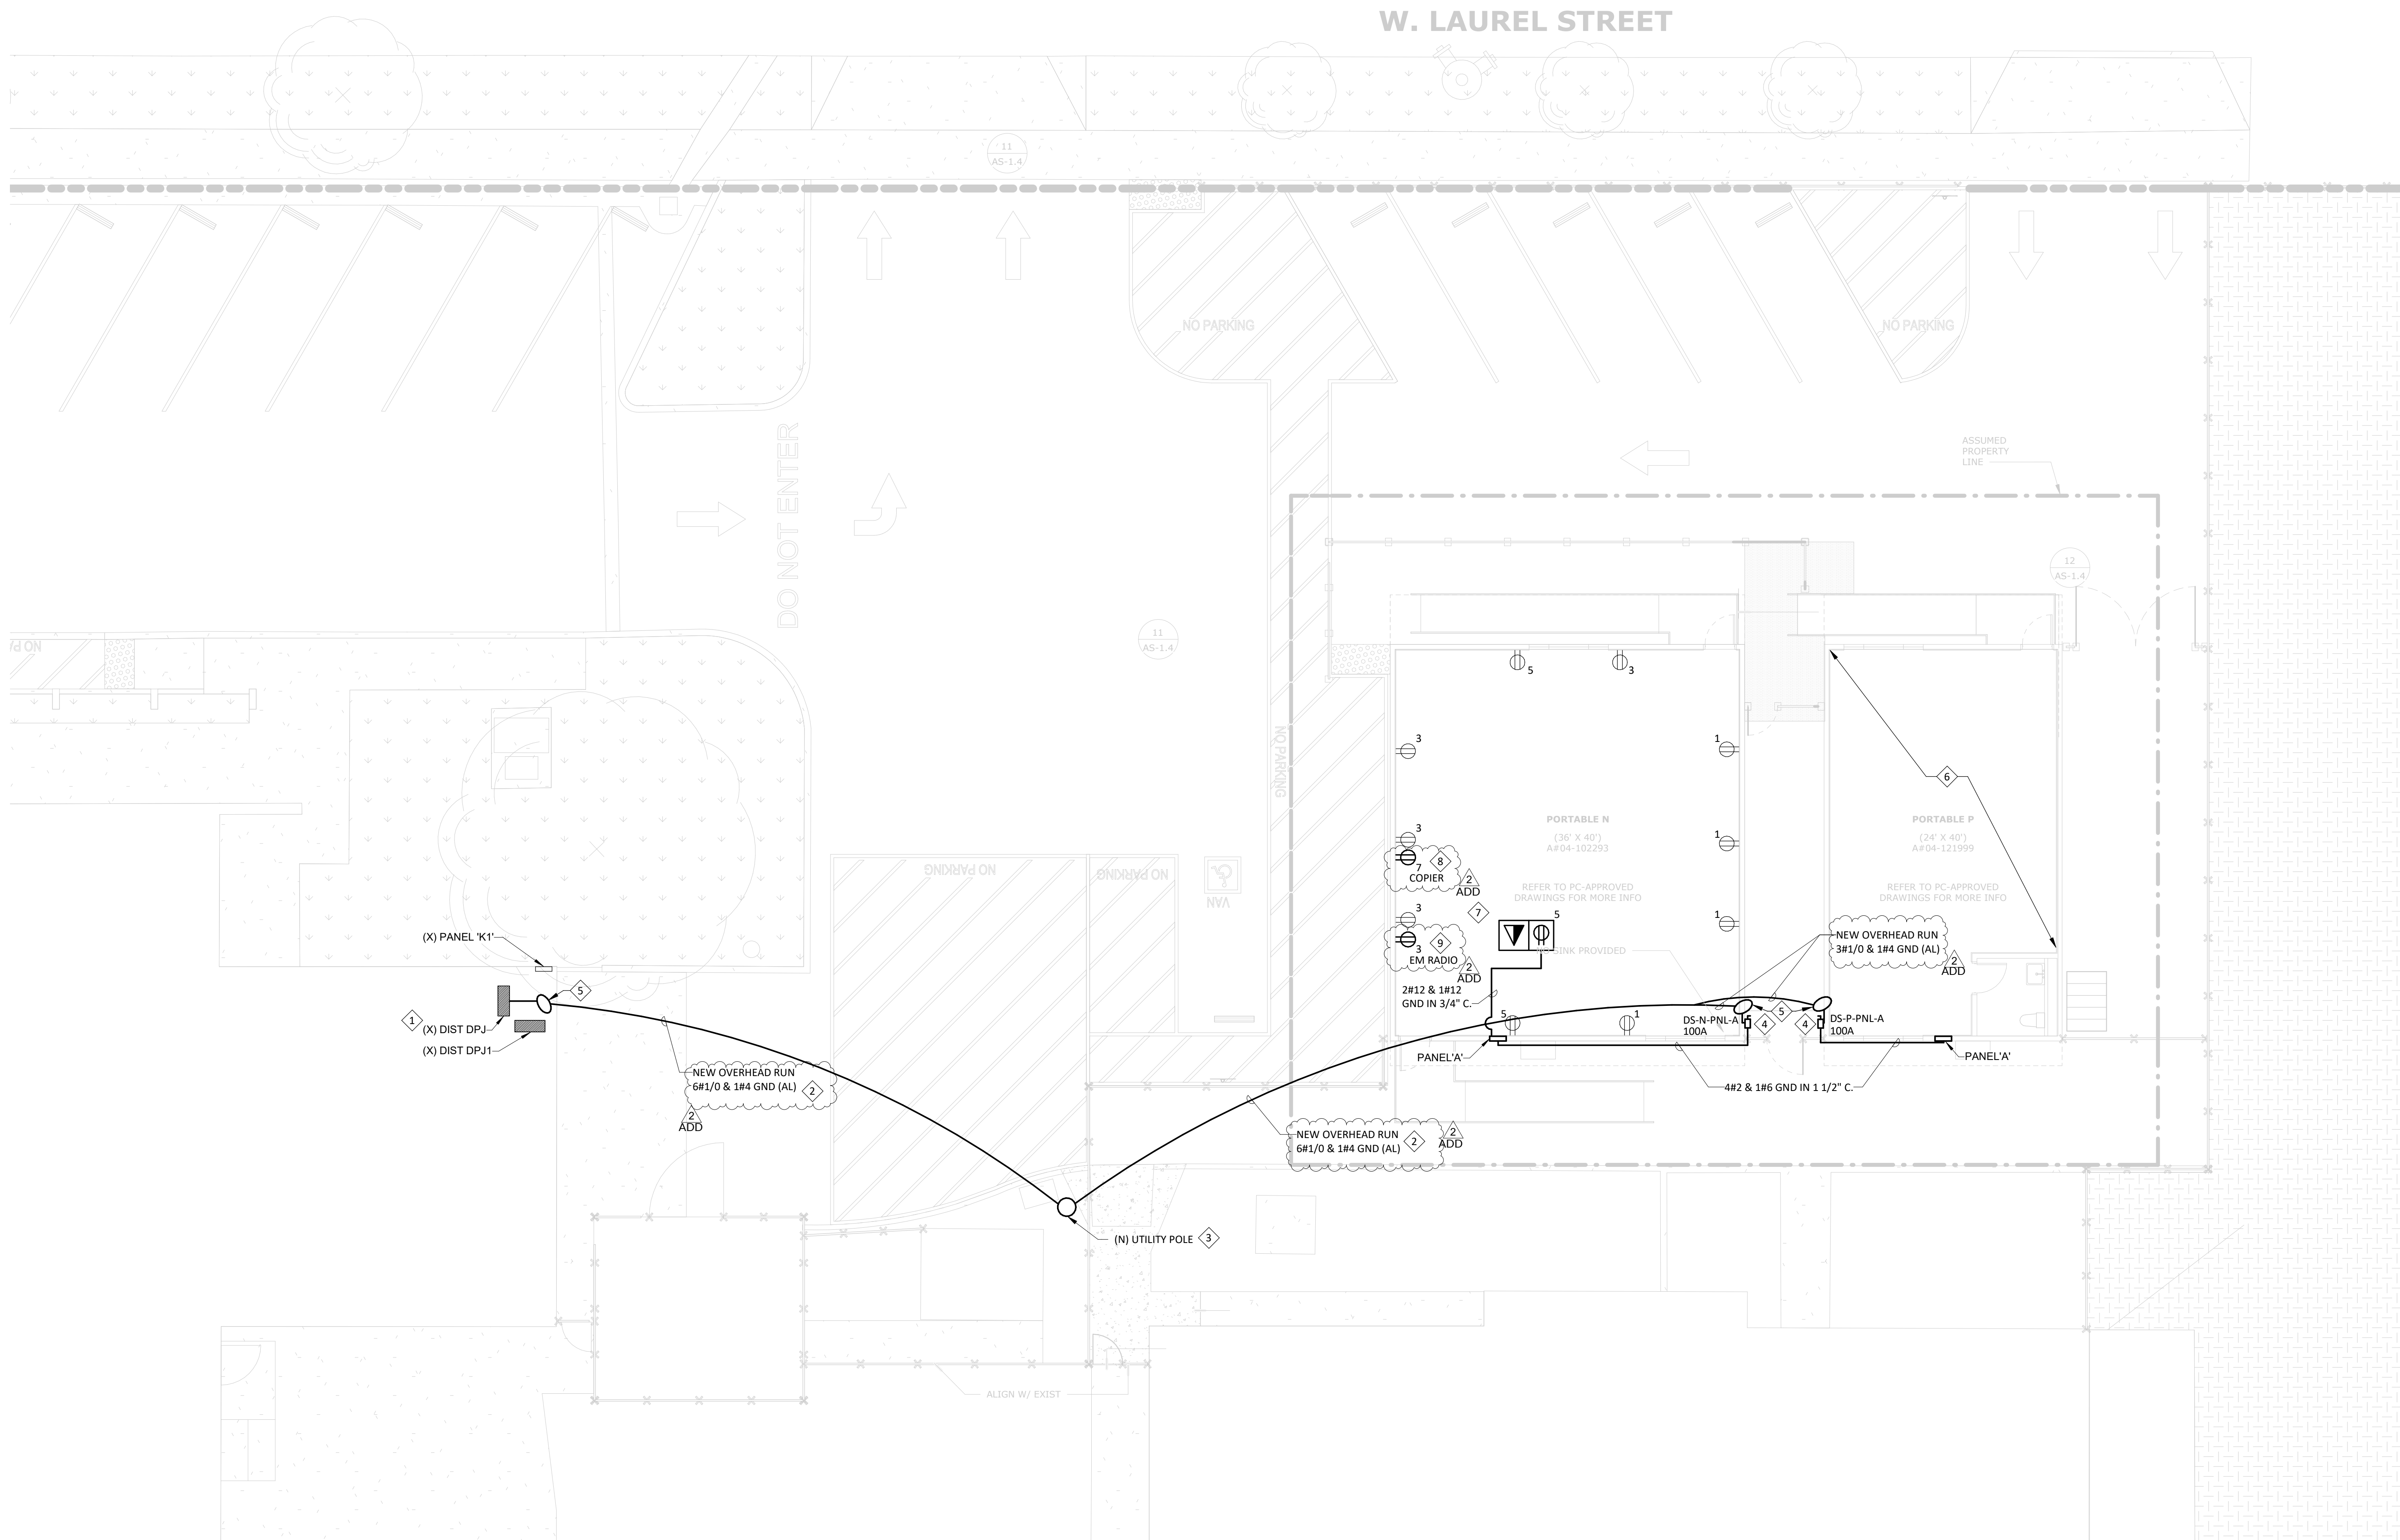 W. LAUREL STREET
11
AS-1.4
NO PARKING
NO PARKING
DO NOT ENTER
ASSUMED
PROPERTY
LINE
12
AS-1.4
11
AS-1.4
NO PA
5
3
3
1
NO PARKING
6
PORTABLE N
(36' X 40')
A#04-102293
REFER TO PC-APPROVED
DRAWINGS FOR MORE INFO
PORTABLE P
(24' X 40')
A#04-121999
REFER TO PC-APPROVED
DRAWINGS FOR MORE INFO
3
1
8
7
COPIER
2
ADD
NO PARKING
NO PARKING
VAN
3
7
5
1
9
3
EM RADIO
2
ADD
SINK PROVIDED
NEW OVERHEAD RUN
3#1/0 & 1#4 GND (AL)
2
ADD
(X) PANEL 'K1'
5
1
(X) DIST DPJ
(X) DIST DPJ1
2#12 & 1#12
GND IN 3/4" C.
5
1
DS-N-PNL-A
100A
4
5
4
DS-P-PNL-A
100A
PANEL'A'
PANEL'A'
4#2 & 1#6 GND IN 1 1/2" C.
NEW OVERHEAD RUN
6#1/0 & 1#4 GND (AL)
2
2
ADD
NEW OVERHEAD RUN
6#1/0 & 1#4 GND (AL)
2
2
ADD
(N) UTILITY POLE
3
ALIGN W/ EXIST